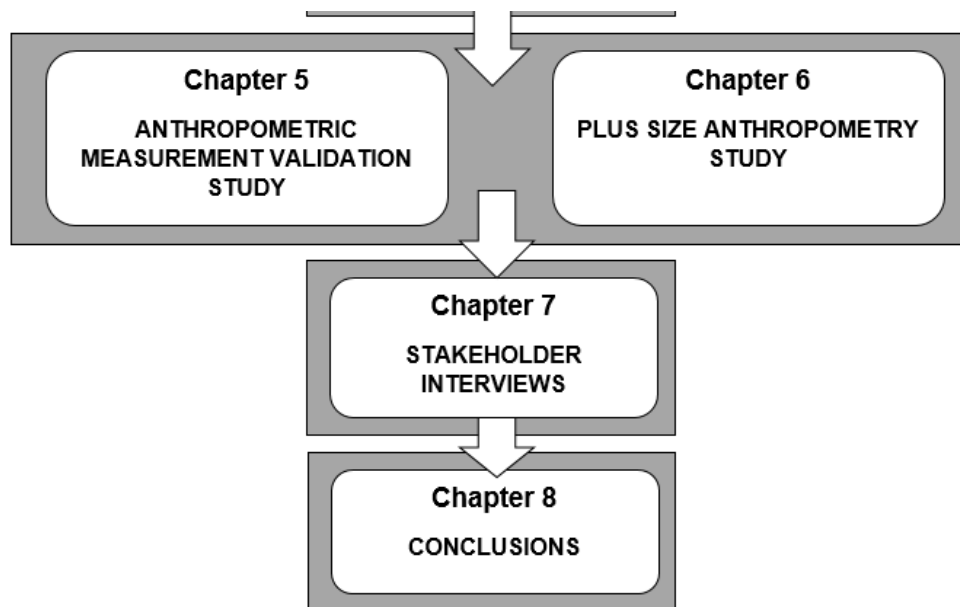 Chapter 5
ANTHROPOMETRIC
MEASUREMENT VALIDATION
STUDY
Chapter 6
PLUS SIZE ANTHROPOMETRY
STUDY
Chapter 7
STAKEHOLDER
INTERVIEWS
Chapter 8
CONCLUSIONS